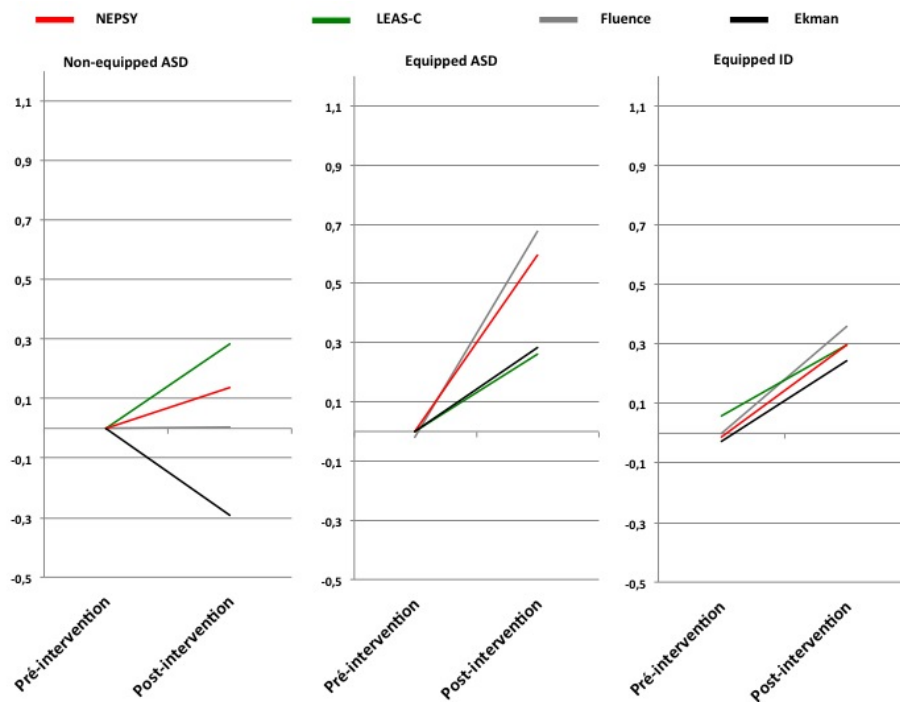 NEPSY LEAS-C Fluence Ekman
Non-equipped ASD Equipped ASD Equipped ID
1,1 1,1 1,1
0,9 0,9 0,9
0,7 0,7 0,7
0,5 0,5 0,5
0,3 0,3 0,3
0,1 0,1 0,1
-0,1 -0,1 -0,1
-0,3 -0,3 -0,3
-0,5 -0,5 -0,5
Pré-intervention Post-intervention Pré-intervention Post-intervention Pré-intervention Post-intervention